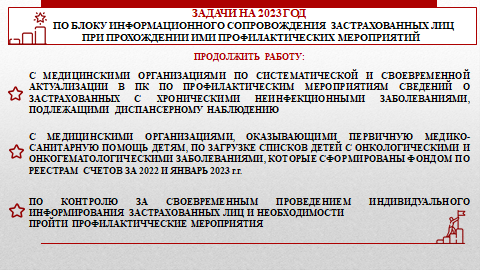 ЗАДАЧИ НА 2023 ГОД
ПО БЛОКУ ИНФОРМАЦИОННОГО СОПРОВОЖДЕНИЯ ЗАСТРАХОВАННЫХ ЛИЦ
ПРИ ПРОХОЖДЕНИИ ИМИ ПРОФИЛАКТИЧЕСКИХ МЕРОПРИЯТИЙ
ПРОДОЛЖИТЬ РАБОТУ:
С МЕДИЦИНСКИМИ ОРГАНИЗАЦИЯМИ ПО СИСТЕМАТИЧЕСКОЙ И СВОЕВРЕМЕННОЙ
АКТУАЛИЗАЦИИ В ПК ПО ПРОФИЛАКТИЧЕСКИМ МЕРОПРИЯТИЯМ СВЕДЕНИЙ О
ЗАСТРАХОВАННЫХ С ХРОНИЧЕСКИМИ НЕИНФЕКЦИОННЫМИ ЗАБОЛЕВАНИЯМИ,
ПОДЛЕЖАЩИМИ ДИСПАНСЕРНОМУ НАБЛЮДЕНИЮ
С МЕДИЦИНСКИМИ ОРГАНИЗАЦИЯМИ, ОКАЗЫВАЮЩИМИ ПЕРВИЧНУЮ МЕДИКО-
САНИТАРНУЮ ПОМОЩЬ ДЕТЯМ, ПО ЗАГРУЗКЕ СПИСКОВ ДЕТЕЙ С ОНКОЛОГИЧЕСКИМИ И
ОНКОГЕМАТОЛОГИЧЕСКИМИ ЗАБОЛЕВАНИЯМИ, КОТОРЫЕ СФОРМИРОВАНЫ ФОНДОМ ПО
РЕЕСТРАМ СЧЕТОВ ЗА 2022 И ЯНВАРЬ 2023 г.г.
ПО КОНТРОЛЮ ЗА СВОЕВРЕМЕННЫМ ПРОВЕДЕНИЕМ ИНДИВИДУАЛЬНОГО
ИНФОРМИРОВАНИЯ ЗАСТРАХОВАННЫХ ЛИЦ И НЕОБХОДИМОСТИ
ПРОЙТИ ПРОФИЛАКТИЧЧЕСКИЕ МЕРОПРИЯТИЯ